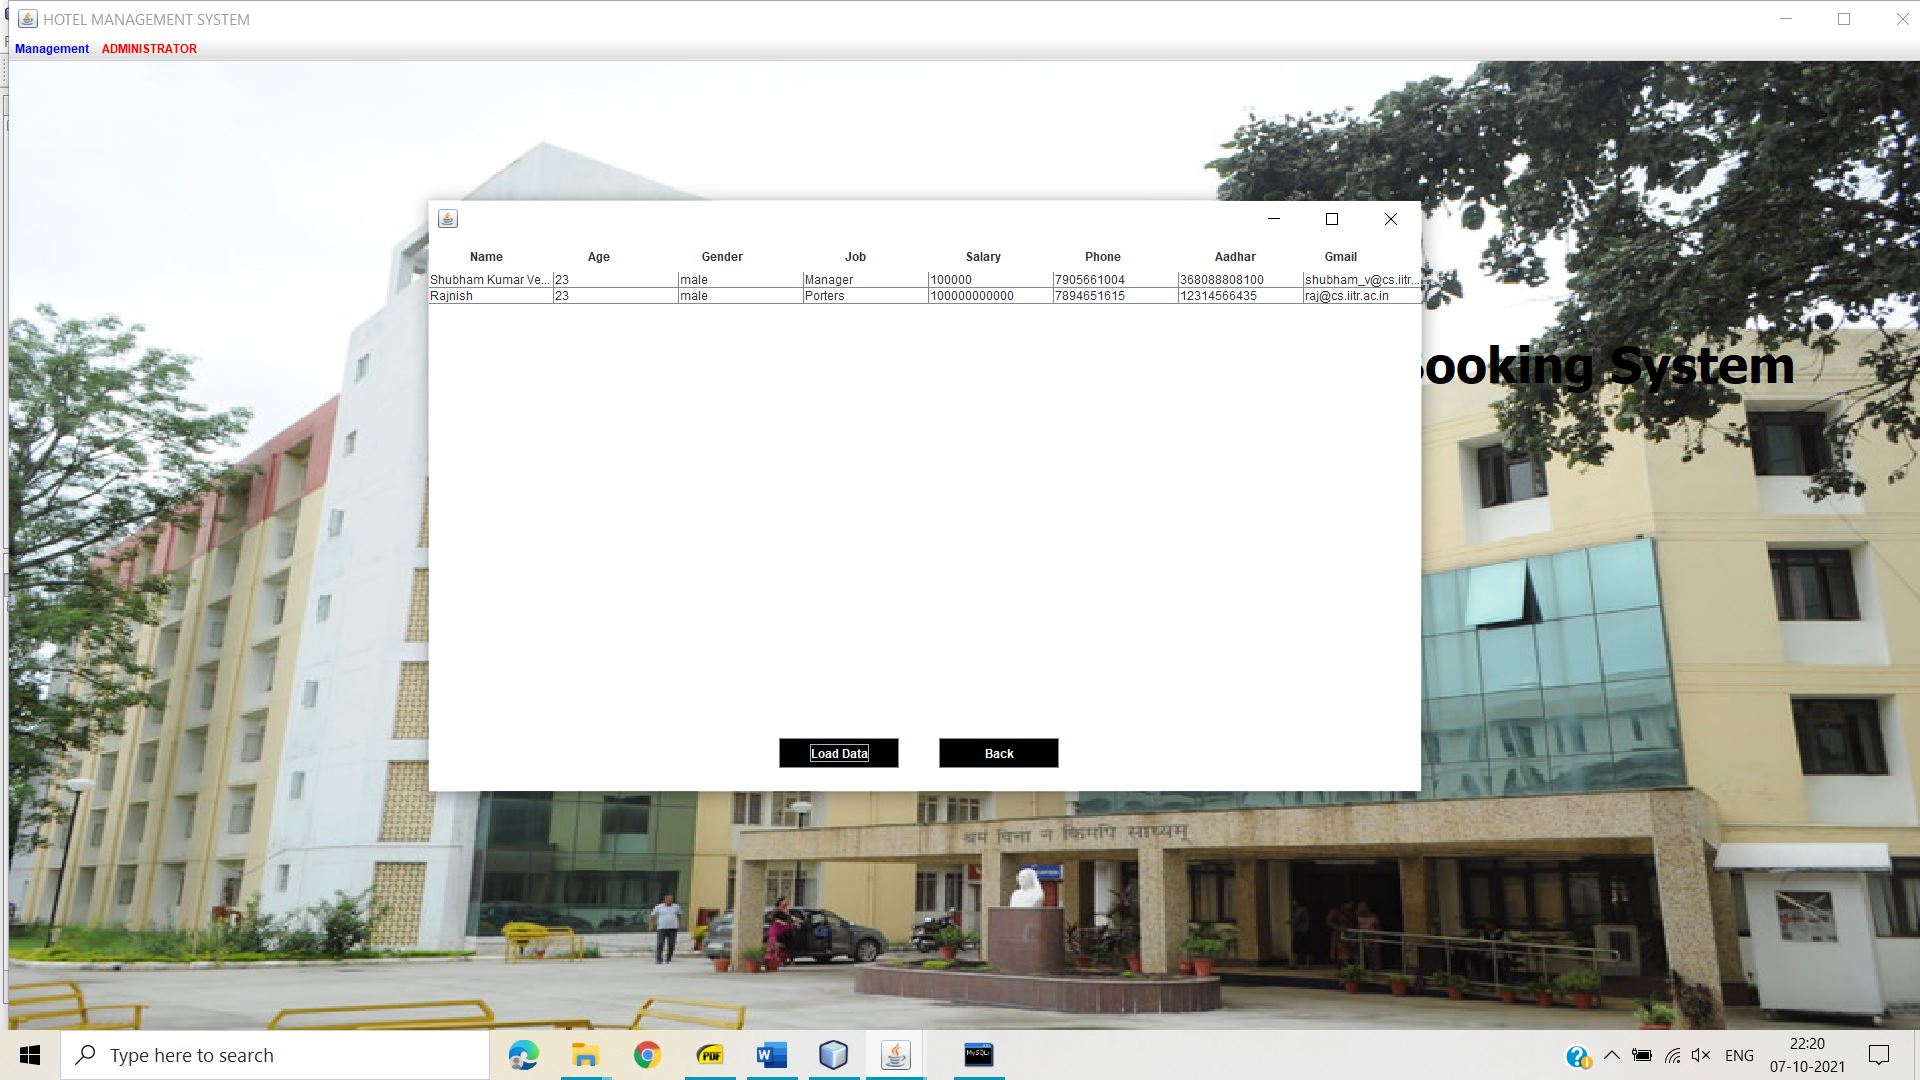 HOTEL MANAGEMENT SYSTEM
Management ADMINISTRATOR
Name Age Gender Job Salary Phone Aadhar Gmail
Shubham Kumar Ve... 23 male Manager 100000 7905661004 368088808100 shubham_v@cs.iitr...
Rajnish 23 male Porters 100000000000 7894651615 12314566435 raj@cs.iitr.ac.in
ooking System
Load Data Back
श्रमं विना न किमपि साध्यम्
Type here to search
PDF
W
MySQL
ENG
22:20
07-10-2021